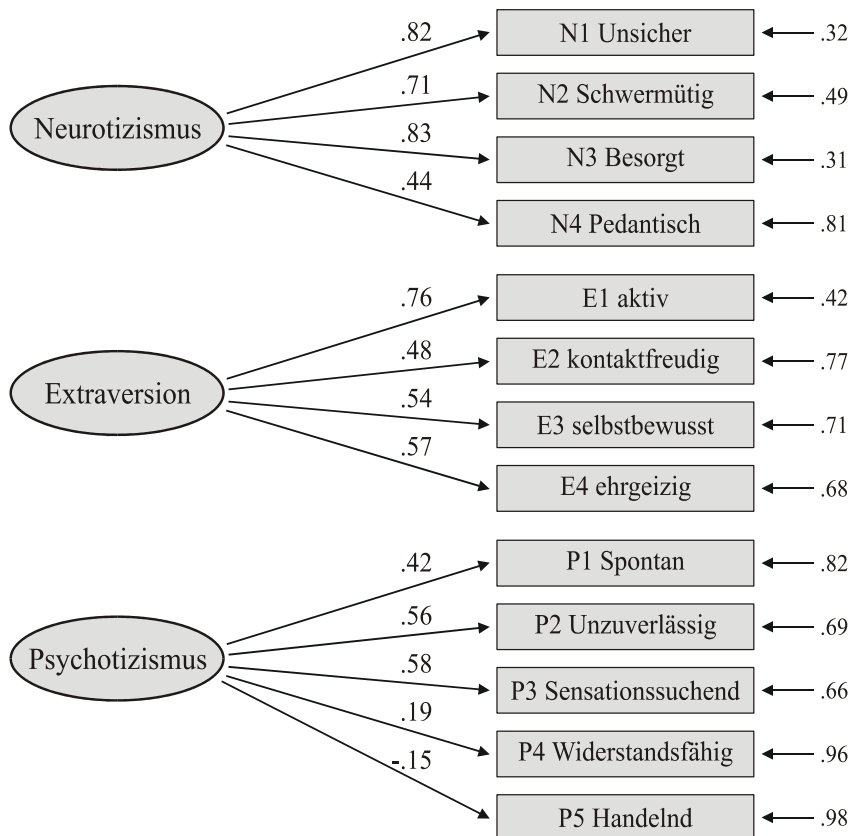 .82
N1 Unsicher
.32
.71
N2 Schwermütig
.49
Neurotizismus
.83
N3 Besorgt
.31
.44
N4 Pedantisch
.81
.76
E1 aktiv
.42
.48
E2 kontaktfreudig
.77
Extraversion
.54
E3 selbstbewusst
.71
.57
E4 ehrgeizig
.68
.42
P1 Spontan
.82
.56
P2 Unzuverlässig
.69
Psychotizismus
.58
P3 Sensationssuchend
.66
.19
P4 Widerstandsfähig
.96
-.15
P5 Handelnd
.98